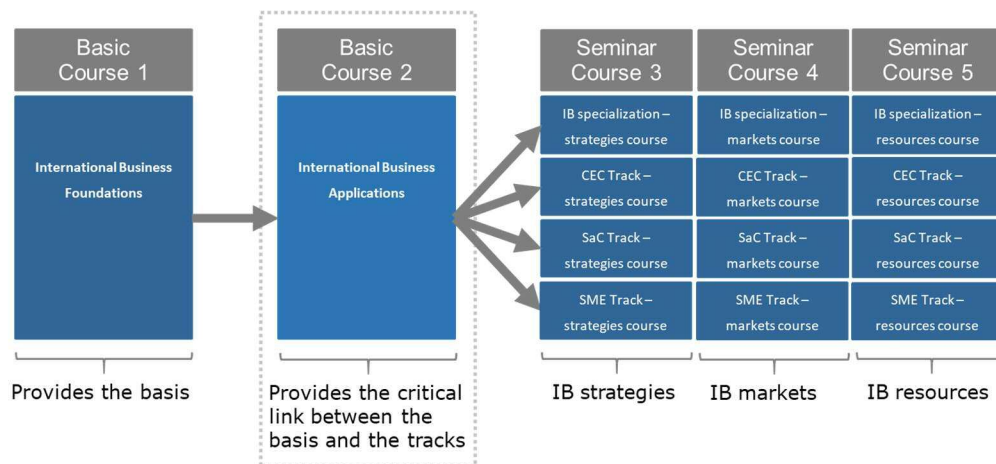 Basic
Course 1
Basic
Course 2
Seminar
Course 3
Seminar
Course 4
Seminar
Course 5
International Business
Foundations
International Business
Applications
IB specialization –
strategies course
IB specialization –
markets course
IB specialization –
resources course
CEC Track –
strategies course
CEC Track –
markets course
CEC Track –
resources course
SaC Track –
strategies course
SaC Track –
markets course
SaC Track –
resources course
SME Track –
strategies course
SME Track –
markets course
SME Track –
resources course
Provides the basis
Provides the critical
link between the
basis and the tracks
IB strategies
IB markets
IB resources